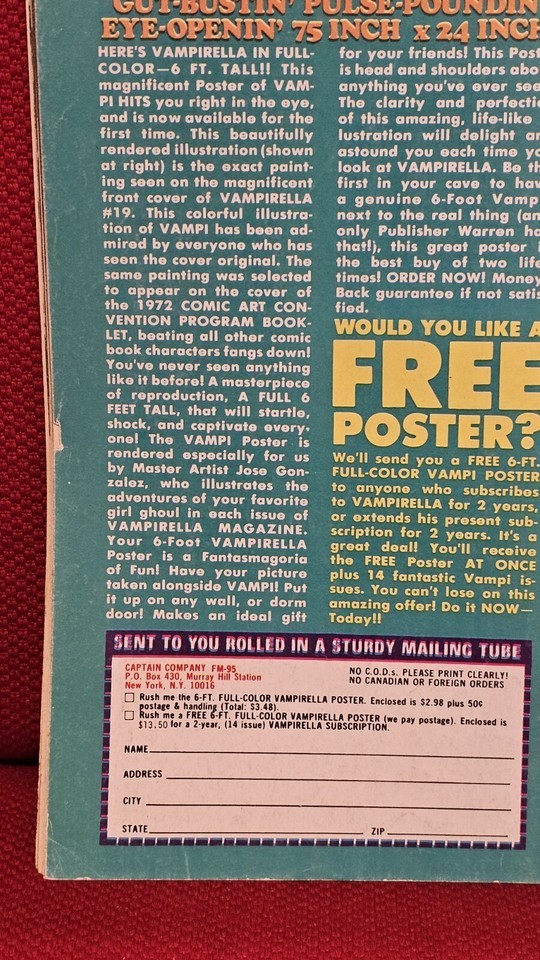 GUT-BUSTIN' PULSE-POUNDIN
EYE-OPENIN' 75 INCH x 24 INCH
HERE'S VAMPIRELLA IN FULL-
COLOR—6 FT. TALL!! This
magnificent Poster of VAM-
PI HITS you right in the eye,
and is now available for the
first time. This beautifully
rendered illustration (shown
at right) is the exact paint-
ing seen on the magnificent
front cover of VAMPIRELLA
#19. This colorful illustra-
tion of VAMPI has been ad-
mired by everyone who has
seen the cover original. The
same painting was selected
to appear on the cover of
the 1972 COMIC ART CON-
VENTION PROGRAM BOOK-
LET, beating all other comic
book characters fangs down!
You've never seen anything
like it before! A masterpiece
of reproduction, A FULL 6
FEET TALL, that will startle,
shock, and captivate every-
one! The VAMPI Poster is
rendered especially for us
by Master Artist Jose Gon-
zalez, who illustrates the
adventures of your favorite
girl ghoul in each issue of
VAMPIRELLA MAGAZINE.
Your 6-Foot VAMPIRELLA
Poster is a Fantasmagoria
of Fun! Have your picture
taken alongside VAMPI! Put
it up on any wall, or dorm
door! Makes an ideal gift
for your friends! This Post
is head and shoulders abo
anything you've ever see
The clarity and perfectio
of this amazing, life-like
lustration will delight an
astound you each time yo
look at VAMPIRELLA. Be th
first in your cave to hav
a genuine 6-Foot Vamp
next to the real thing (an
only Publisher Warren ha
that!), this great poster i
the best buy of two life
times! ORDER NOW! Money
Back guarantee if not satis
fied.
WOULD YOU LIKE A
FREE
POSTER?
We'll send you a FREE 6-FT.
FULL-COLOR VAMPI POSTER
to anyone who subscribes
to VAMPIRELLA for 2 years,
or extends his present sub-
scription for 2 years. It's a
great deal! You'll receive
the FREE Poster AT ONCE
plus 14 fantastic Vampi is-
sues. You can't lose on this
amazing offer! Do it NOW—
Today!!
SENT TO YOU ROLLED IN A STURDY MAILING TUBE
CAPTAIN COMPANY FM-95
P.O. Box 430, Murray Hill Station
New York, N.Y. 10016
NO C.O.D.s. PLEASE PRINT CLEARLY!
NO CANADIAN OR FOREIGN ORDERS
Rush me the 6-FT. FULL-COLOR VAMPIRELLA POSTER. Enclosed is $2.98 plus 50¢
postage & handling (Total: $3.48).
Rush me a FREE 6-FT. FULL-COLOR VAMPIRELLA POSTER (we pay postage). Enclosed is
$13.50 for a 2-year, (14 issue) VAMPIRELLA SUBSCRIPTION.
NAME
ADDRESS
CITY
STATE ZIP